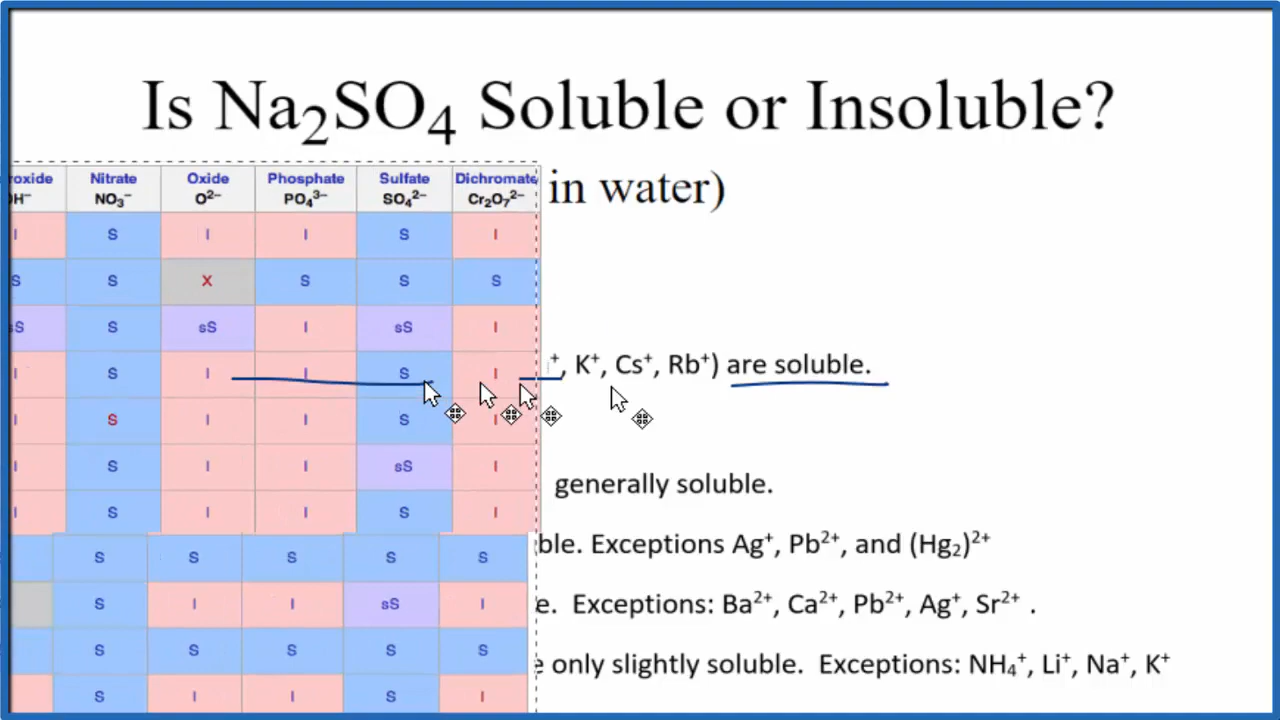 Is Na₂SO₄ Soluble or Insoluble?
in water)
roxide Nitrate Oxide Phosphate Sulfate Dichromate
OH⁻ NO₃⁻ O²⁻ PO₄³⁻ SO₄²⁻ Cr₂O₇²⁻
I S I I S I
S S X S S S
sS S sS I sS I
I S I I S I
⁺, K⁺, Cs⁺, Rb⁺) are soluble.
S I I S I
I S I I sS I
generally soluble.
I S I I S I
ble. Exceptions Ag⁺, Pb²⁺, and (Hg₂)²⁺
S S S S S
e. Exceptions: Ba²⁺, Ca²⁺, Pb²⁺, Ag⁺, Sr²⁺ .
S I I sS I
S S S S S
e only slightly soluble. Exceptions: NH₄⁺, Li⁺, Na⁺, K⁺
S I I S I